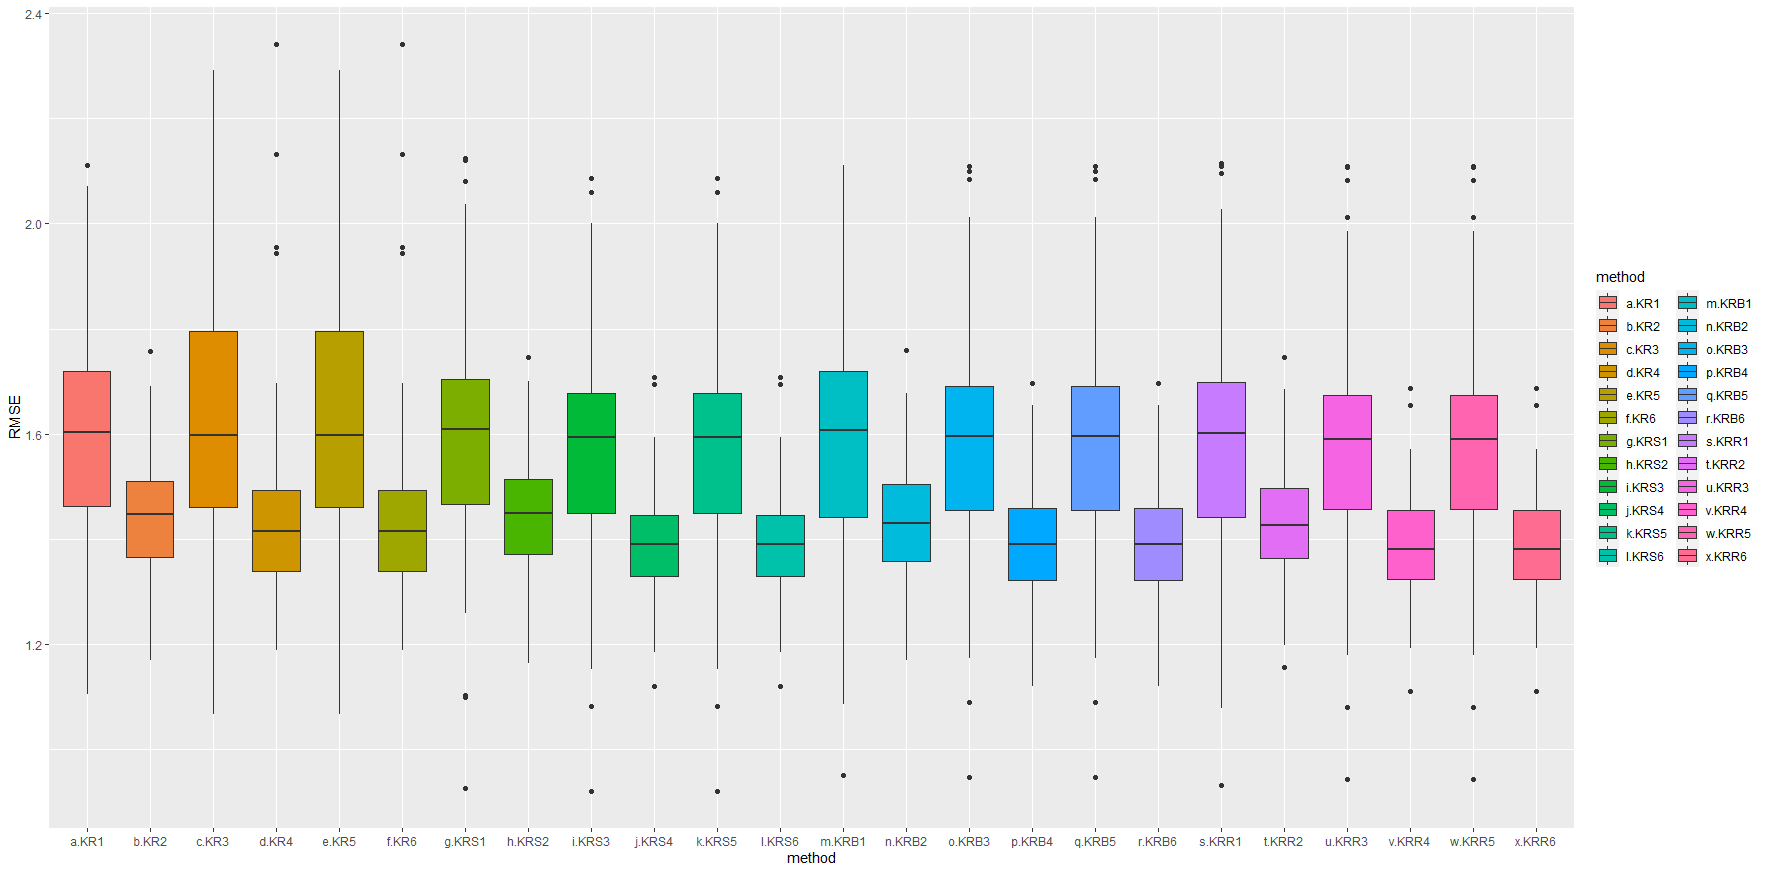 2.4
2.0
1.6
1.2
RMSE
a.KR1 b.KR2 c.KR3 d.KR4 e.KR5 f.KR6 g.KRS1 h.KRS2 i.KRS3 j.KRS4 k.KRS5 l.KRS6 m.KRB1 n.KRB2 o.KRB3 p.KRB4 q.KRB5 r.KRB6 s.KRR1 t.KRR2 u.KRR3 v.KRR4 w.KRR5 x.KRR6
method
method
a.KR1 m.KRB1
b.KR2 n.KRB2
c.KR3 o.KRB3
d.KR4 p.KRB4
e.KR5 q.KRB5
f.KR6 r.KRB6
g.KRS1 s.KRR1
h.KRS2 t.KRR2
i.KRS3 u.KRR3
j.KRS4 v.KRR4
k.KRS5 w.KRR5
l.KRS6 x.KRR6